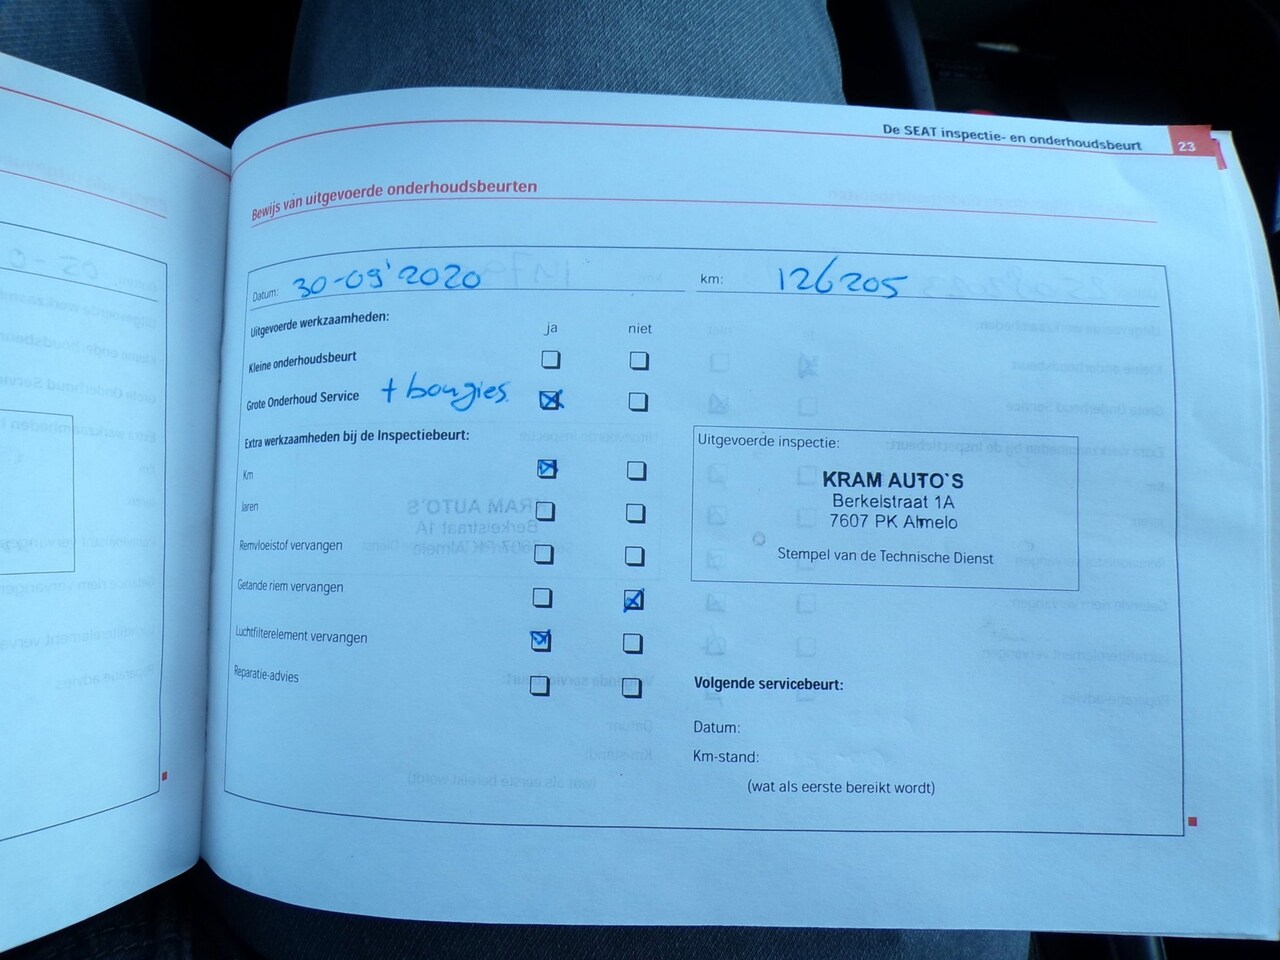 De SEAT inspectie- en onderhoudsbeurt 23
Bewijs van uitgevoerde onderhoudsbeurten
Datum: 30-09'2020 km: 126205
Uitgevoerde werkzaamheden: ja niet
Kleine onderhoudsbeurt
Grote Onderhoud Service + bougies.
Extra werkzaamheden bij de Inspectiebeurt:
Km
Jaren
Remvloeistof vervangen
Getande riem vervangen
Luchtfilterelement vervangen
Reparatie-advies
Uitgevoerde inspectie:
KRAM AUTO`S
Berkelstraat 1A
7607 PK Almelo
Stempel van de Technische Dienst
Volgende servicebeurt:
Datum:
Km-stand:
(wat als eerste bereikt wordt)